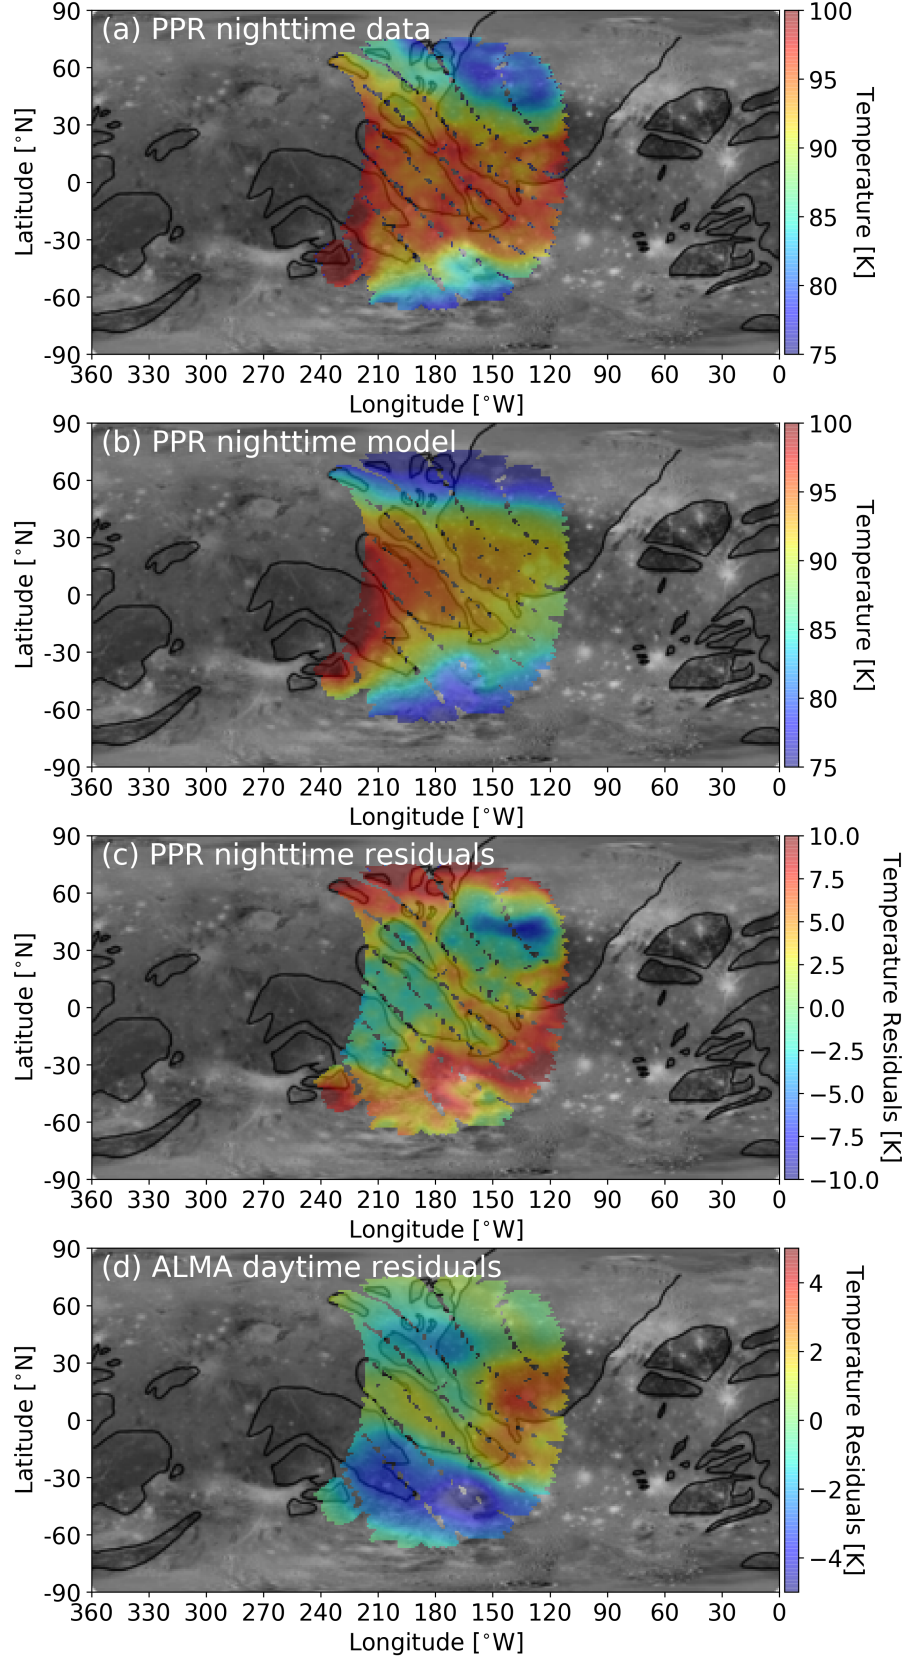 (a) PPR nighttime data
90
60
30
0
-30
-60
-90
Latitude [°N]
360 330 300 270 240 210 180 150 120 90 60 30 0
Longitude [°W]
100
95
90
85
80
75
Temperature [K]
(b) PPR nighttime model
90
60
30
0
-30
-60
-90
Latitude [°N]
360 330 300 270 240 210 180 150 120 90 60 30 0
Longitude [°W]
100
95
90
85
80
75
Temperature [K]
(c) PPR nighttime residuals
90
60
30
0
-30
-60
-90
Latitude [°N]
360 330 300 270 240 210 180 150 120 90 60 30 0
Longitude [°W]
10.0
7.5
5.0
2.5
0.0
−2.5
−5.0
−7.5
−10.0
Temperature Residuals [K]
(d) ALMA daytime residuals
90
60
30
0
-30
-60
-90
Latitude [°N]
360 330 300 270 240 210 180 150 120 90 60 30 0
Longitude [°W]
4
2
0
−2
−4
Temperature Residuals [K]